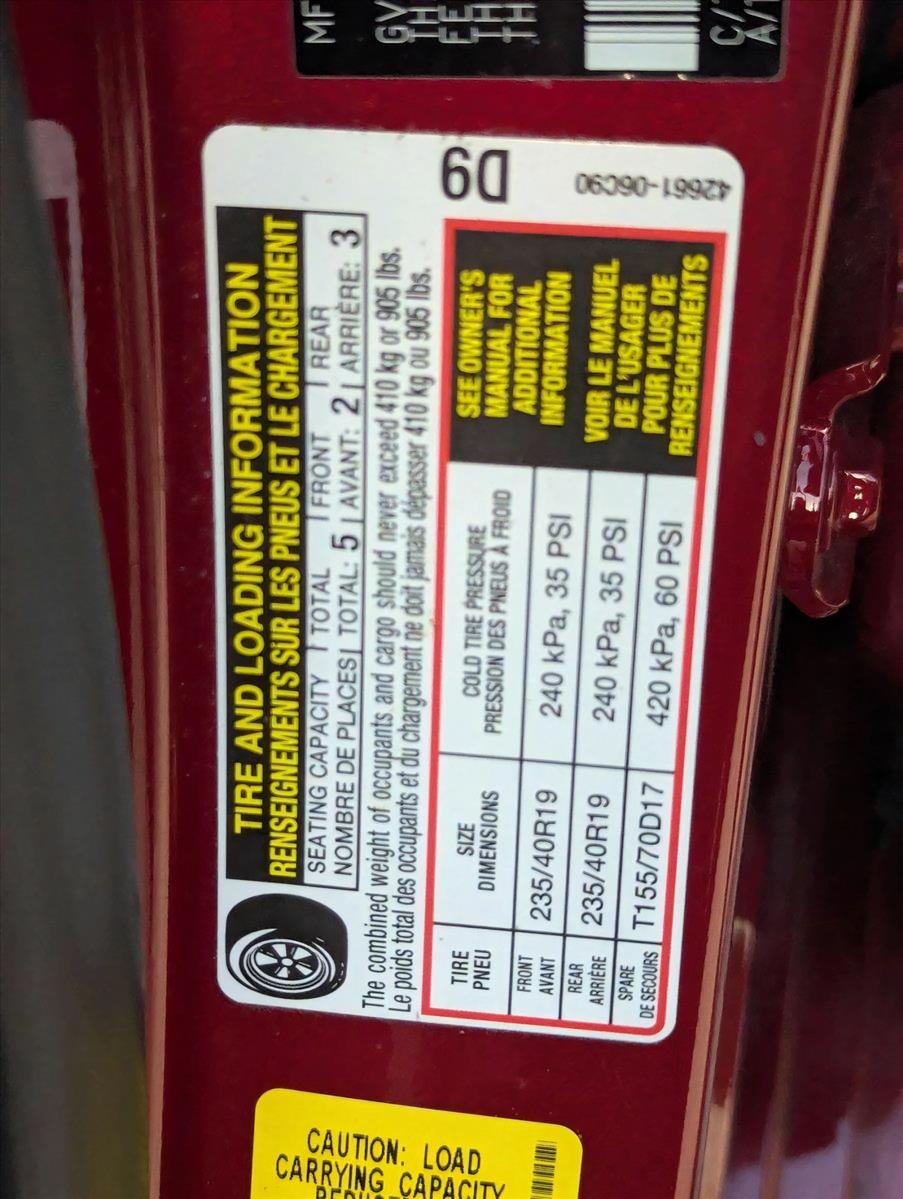 MF
GV
C/
A/
TIRE AND LOADING INFORMATION
RENSEIGNEMENTS SUR LES PNEUS ET LE CHARGEMENT
SEATING CAPACITY | TOTAL | FRONT | REAR
NOMBRE DE PLACES | TOTAL: 5 | AVANT: 2 | ARRIÈRE: 3
The combined weight of occupants and cargo should never exceed 410 kg or 905 lbs.
Le poids total des occupants et du chargement ne doit jamais dépasser 410 kg ou 905 lbs.
TIRE SIZE COLD TIRE PRESSURE
PNEU DIMENSIONS PRESSION DES PNEUS À FROID
FRONT
AVANT 235/40R19 240 kPa, 35 PSI
REAR
ARRIÈRE 235/40R19 240 kPa, 35 PSI
SPARE
DE SECOURS T155/70D17 420 kPa, 60 PSI
SEE OWNER'S
MANUAL FOR
ADDITIONAL
INFORMATION
VOIR LE MANUEL
DE L'USAGER
POUR PLUS DE
RENSEIGNEMENTS
D9
42661-06C90
CAUTION: LOAD
CARRYING CAPACITY